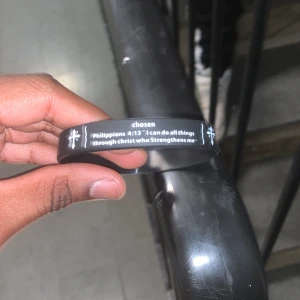 chosen
Philippians 4:13 "I can do all things
through christ who Strengthens me"